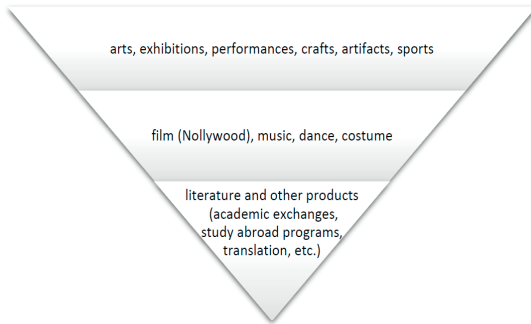 arts, exhibitions, performances, crafts, artifacts, sports
film (Nollywood), music, dance, costume
literature and other products
(academic exchanges,
study abroad programs,
translation, etc.)